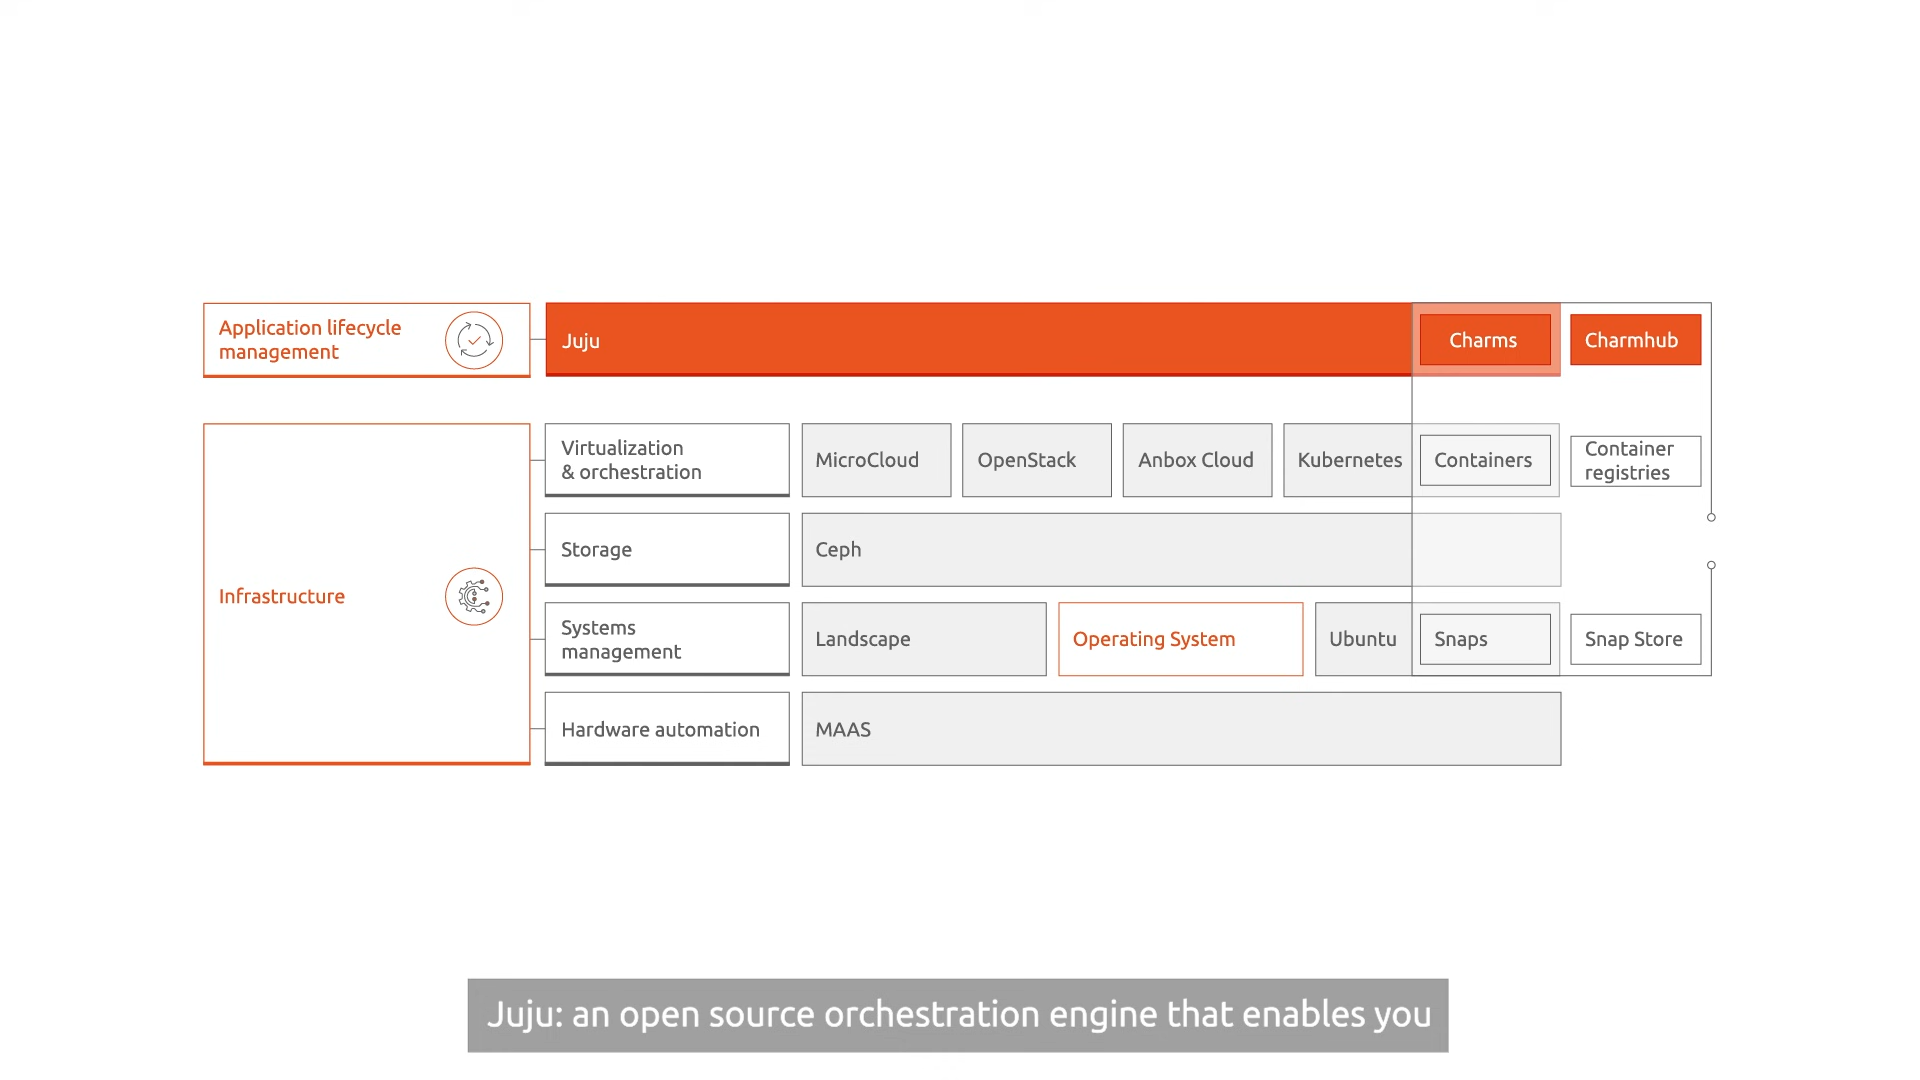 Application lifecycle
management
Juju
Charms
Charmhub
Infrastructure
Virtualization
& orchestration
MicroCloud
OpenStack
Anbox Cloud
Kubernetes
Containers
Container
registries
Storage
Ceph
Systems
management
Landscape
Operating System
Ubuntu
Snaps
Snap Store
Hardware automation
MAAS
Juju: an open source orchestration engine that enables you